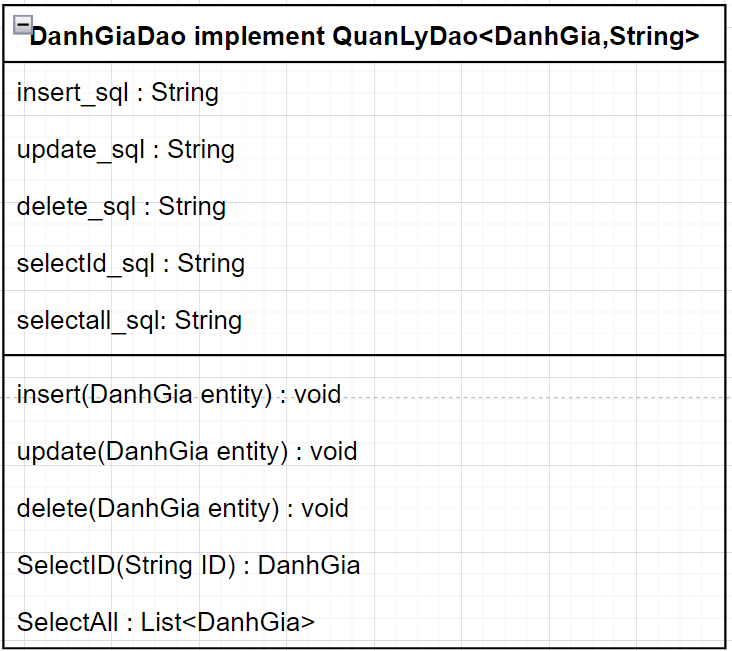 DanhGiaDao implement QuanLyDao<DanhGia,String>
insert_sql : String
update_sql : String
delete_sql : String
selectId_sql : String
selectall_sql: String
insert(DanhGia entity) : void
update(DanhGia entity) : void
delete(DanhGia entity) : void
SelectID(String ID) : DanhGia
SelectAll : List<DanhGia>